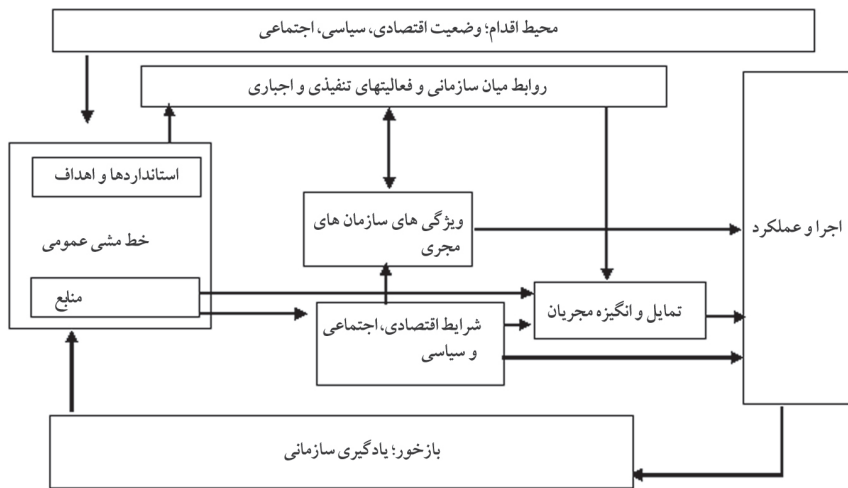 محیط اقدام؛ وضعیت اقتصادی، سیاسی، اجتماعی
روابط میان سازمانی و فعالیتهای تنفیذی و اجباری
استانداردها و اهداف
خط مشی عمومی
منابع
ویژگی های سازمان های
مجری
شرایط اقتصادی، اجتماعی
و سیاسی
تمایل و انگیزه مجریان
اجرا و عملکرد
بازخور؛ یادگیری سازمانی